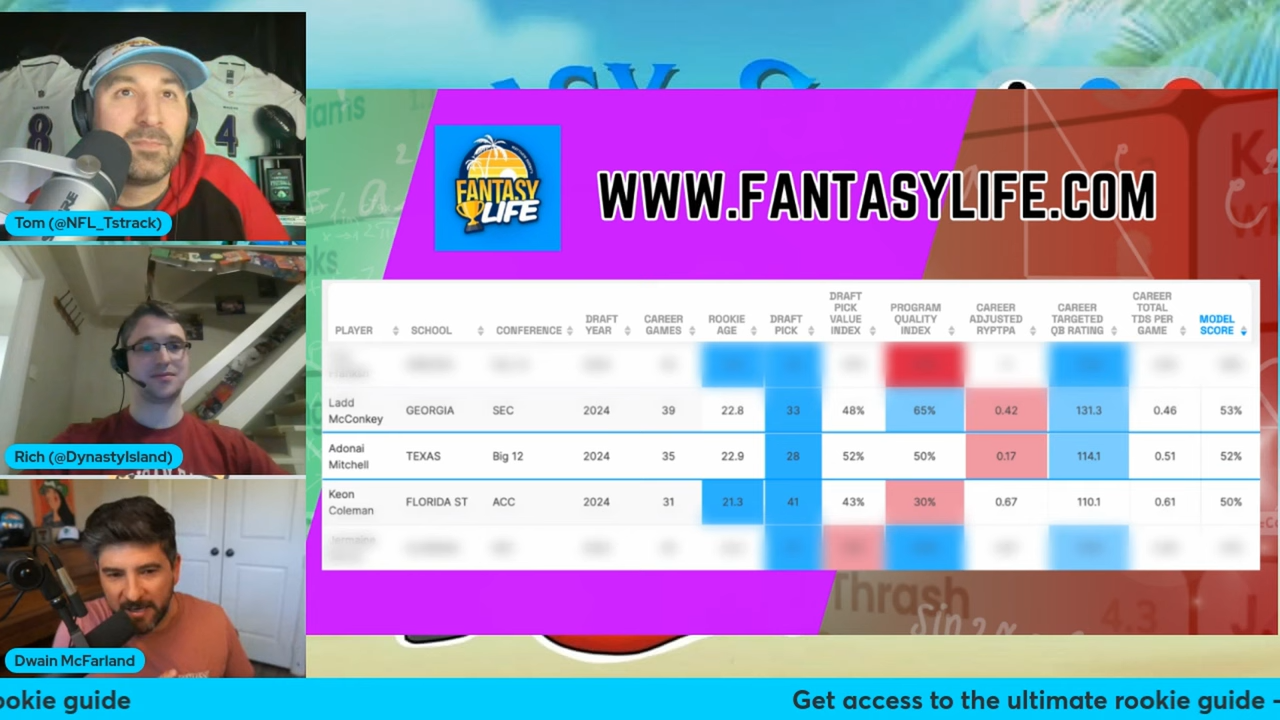 8
4
Tom (@NFL_Tstrack)
Rich (@DynastyIsland)
Dwain McFarland
FANTASY
LIFE
WWW.FANTASYLIFE.COM
PLAYER SCHOOL CONFERENCE DRAFT YEAR CAREER GAMES ROOKIE AGE DRAFT PICK DRAFT PICK VALUE INDEX PROGRAM QUALITY INDEX CAREER ADJUSTED RYPTPA CAREER TARGETED QB RATING CAREER TOTAL TDS PER GAME MODEL SCORE
Ladd McConkey GEORGIA SEC 2024 39 22.8 33 48% 65% 0.42 131.3 0.46 53%
Adonai Mitchell TEXAS Big 12 2024 35 22.9 28 52% 50% 0.17 114.1 0.51 52%
Keon Coleman FLORIDA ST ACC 2024 31 21.3 41 43% 30% 0.67 110.1 0.61 50%
Thrash
4.3
ookie guide
Get access to the ultimate rookie guide -